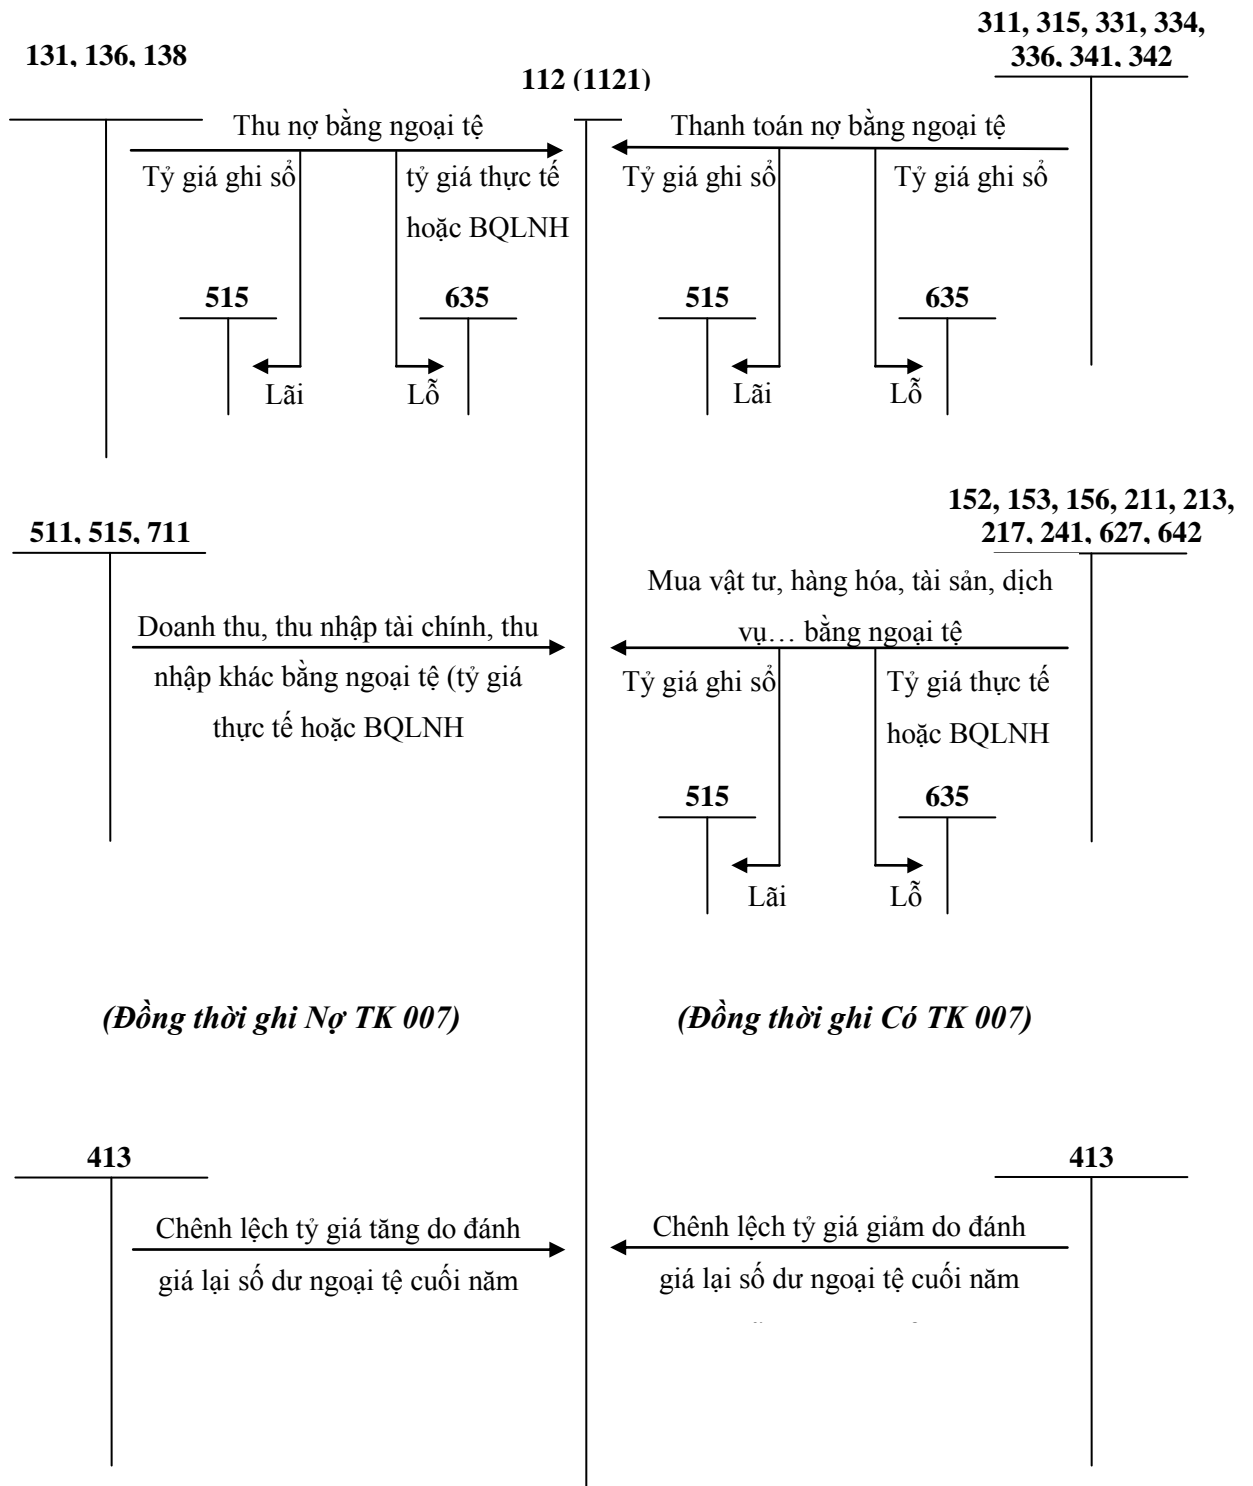 311, 315, 331, 334,
131, 136, 138
336, 341, 342
112 (1121)
Thu nợ bằng ngoại tệ
Thanh toán nợ bằng ngoại tệ
Tỷ giá ghi sổ
tỷ giá thực tế
hoặc BQLNH
Tỷ giá ghi sổ
Tỷ giá ghi sổ
515
635
515
635
Lãi
Lỗ
Lãi
Lỗ
152, 153, 156, 211, 213,
217, 241, 627, 642
511, 515, 711
Mua vật tư, hàng hóa, tài sản, dịch
vụ… bằng ngoại tệ
Doanh thu, thu nhập tài chính, thu
nhập khác bằng ngoại tệ (tỷ giá
thực tế hoặc BQLNH
Tỷ giá ghi sổ
Tỷ giá thực tế
hoặc BQLNH
515
635
Lãi
Lỗ
(Đồng thời ghi Nợ TK 007)
(Đồng thời ghi Có TK 007)
413
413
Chênh lệch tỷ giá tăng do đánh
giá lại số dư ngoại tệ cuối năm
Chênh lệch tỷ giá giảm do đánh
giá lại số dư ngoại tệ cuối năm